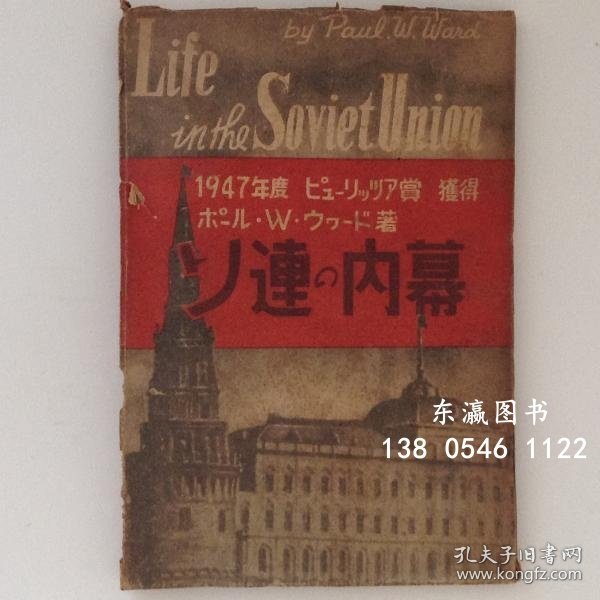 by Paul. W. Ward
Life
in the Soviet Union
1947年度 ピューリッツア賞 獲得
ポール・W・ウォード著
ソ連の内幕
东瀛图书
138 0546 1122
孔夫子旧书网
www.kongfz.com